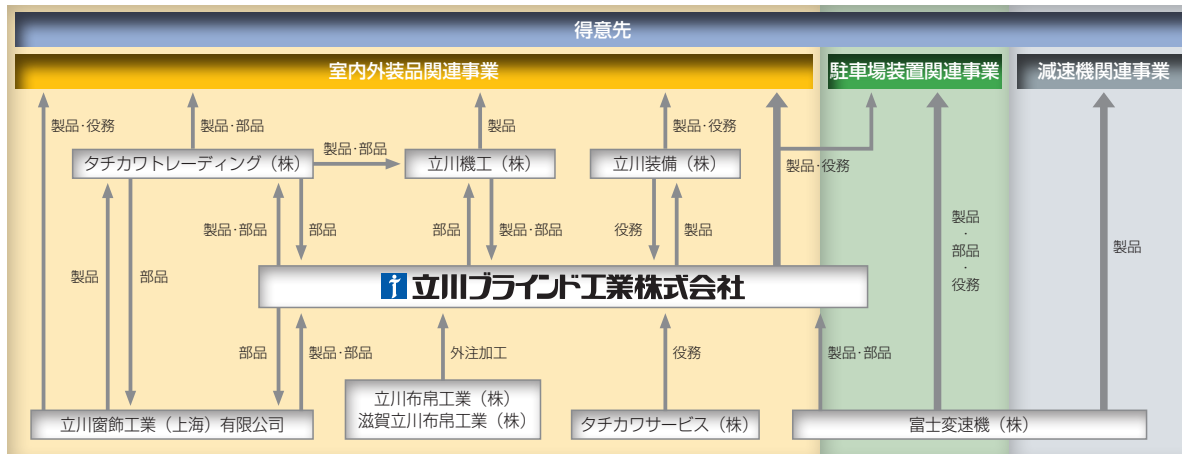 得意先
室内外装品関連事業
駐車場装置関連事業
減速機関連事業
製品・役務
製品・部品
製品
製品・役務
製品・部品
製品・役務
タチカワトレーディング（株）
立川機工（株）
立川装備（株）
製品・部品
部品
部品
製品・部品
役務
製品
製品
・
部品
・
役務
製品
製品
部品
立川ブラインド工業株式会社
部品
製品・部品
外注加工
役務
製品・部品
立川窗飾工業（上海）有限公司
立川布帛工業（株）
滋賀立川布帛工業（株）
タチカワサービス（株）
富士変速機（株）